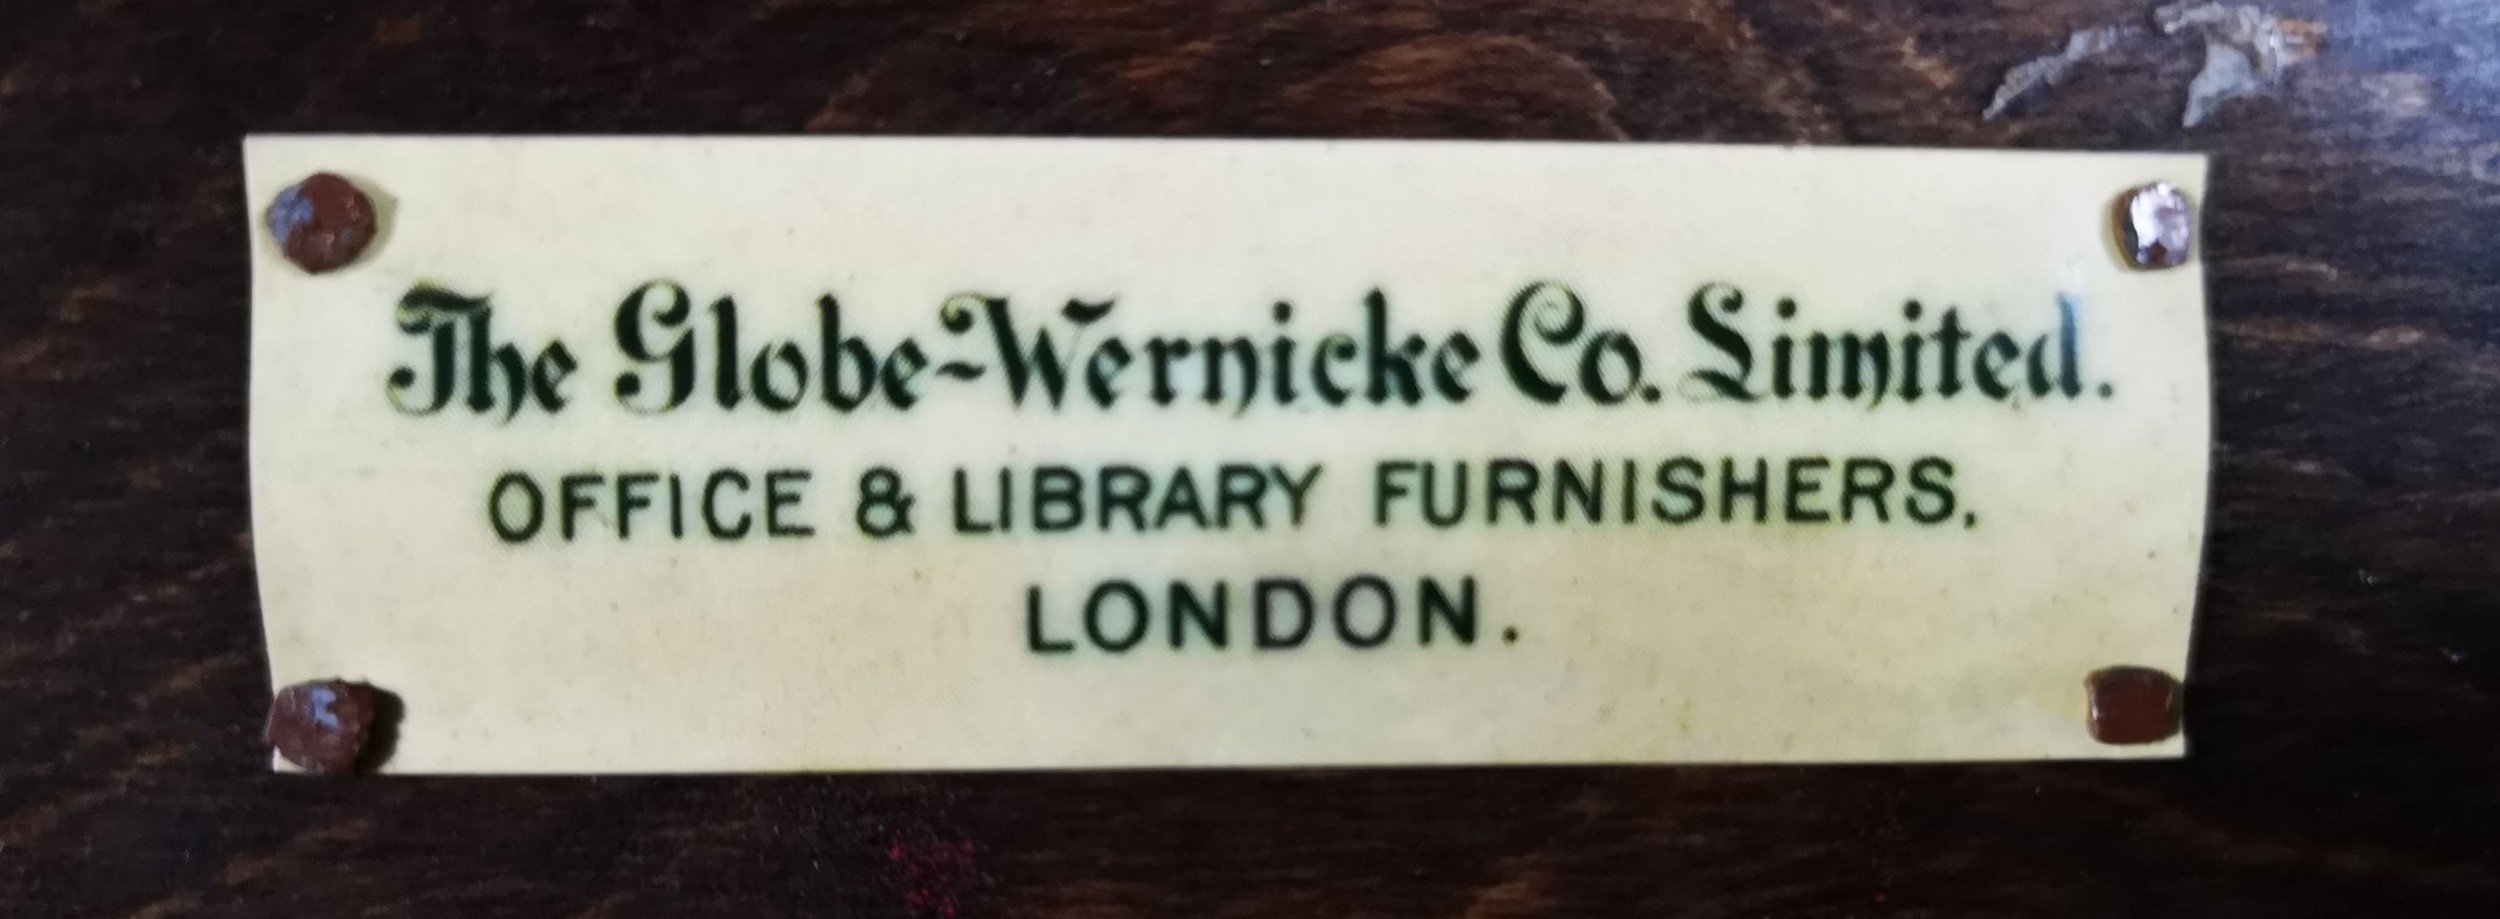 The Globe-Wernicke Co. Limited.
OFFICE & LIBRARY FURNISHERS,
LONDON.